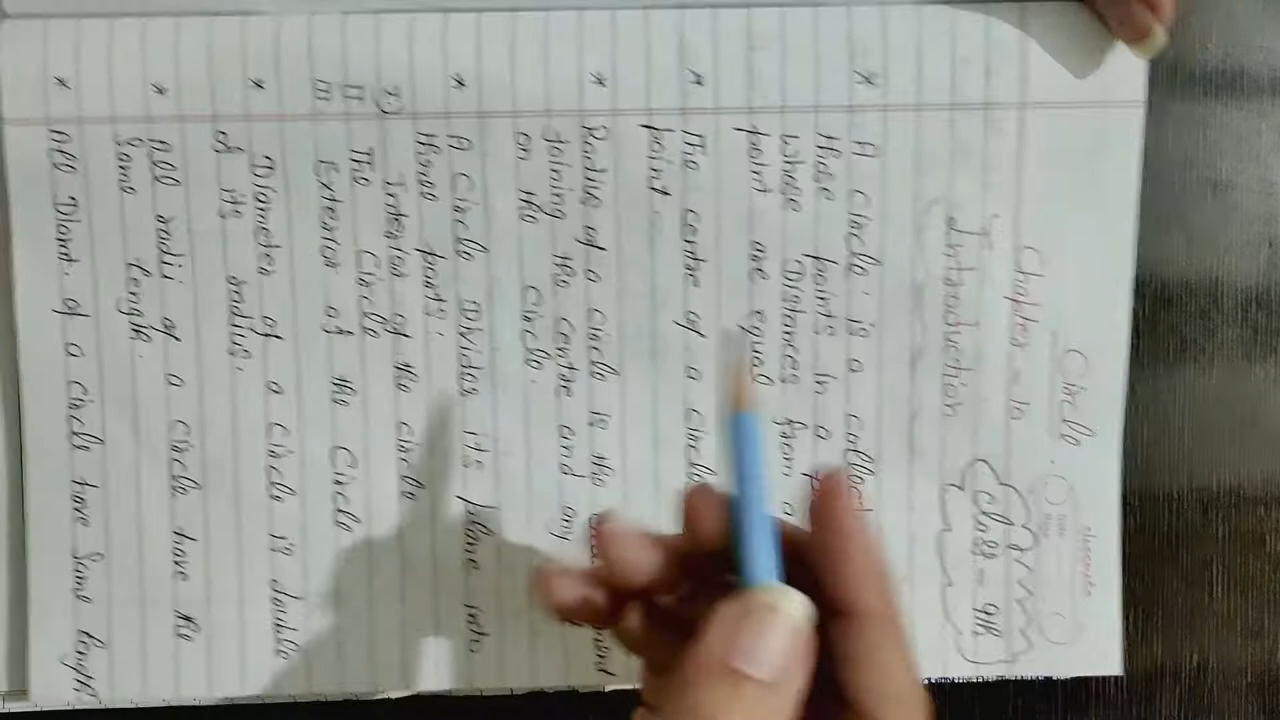 Circle.
Chapter - 10
Introduction
Class - 9th
* A circle is a collect
those points in a
whose Distances from a
point are equal
* The centre of a circle
point -
* Radius of a circle is the
joining the centre and any
on the circle.
* A circle Divides its plane into
three parts:
I) Interior of the circle
II The Circle
III Exterior of the Circle
* Diameter of a circle is double
of its radius.
* All radii of a circle have the
Same length.
* All Diamt. of a circle have Same length